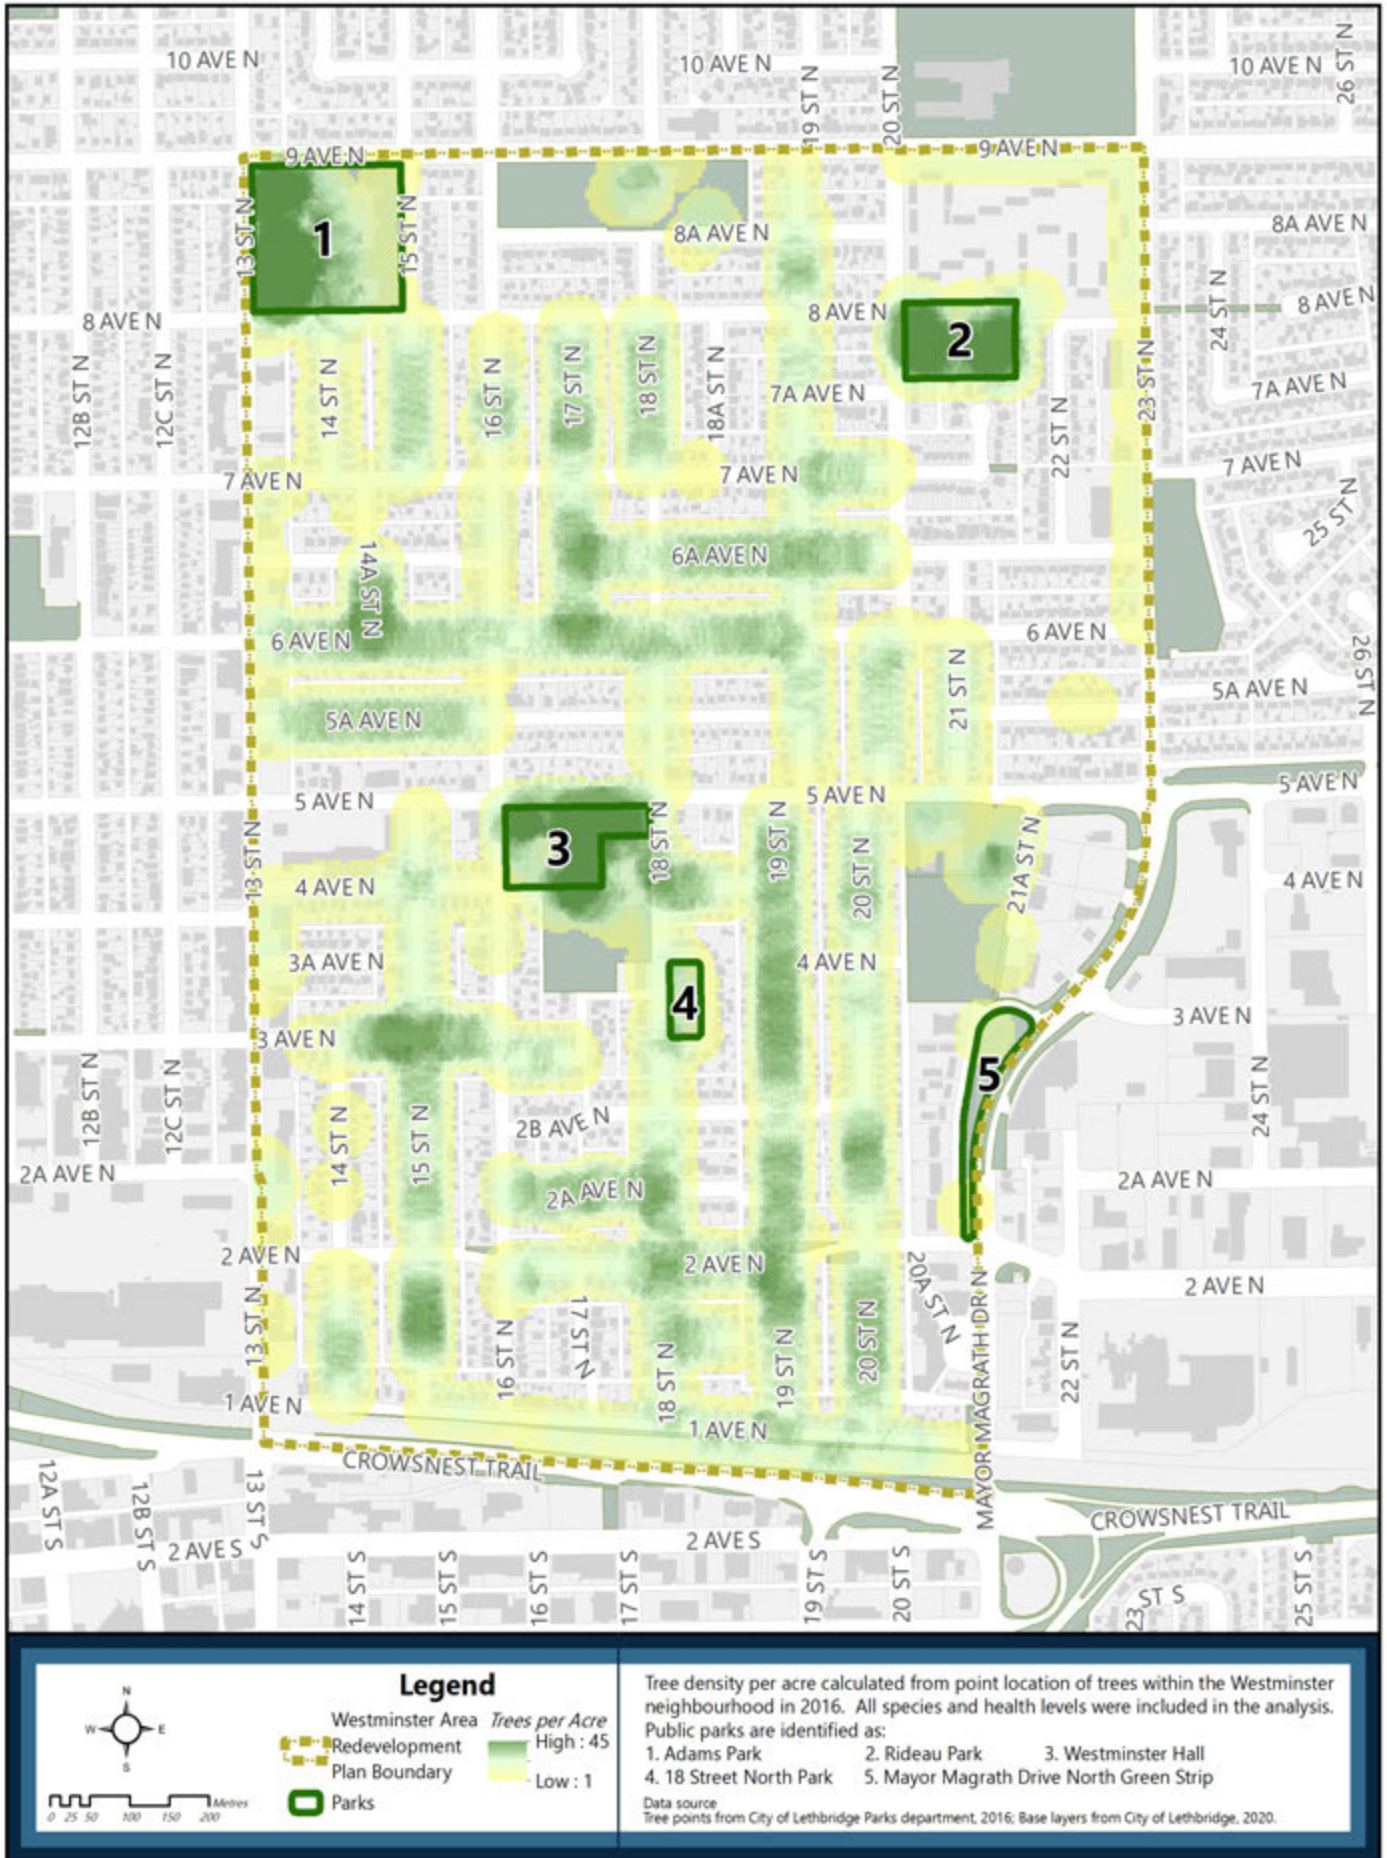 10 AVE N
10 AVE N
19 ST N
20 ST N
10 AVE N
26 ST N
9 AVE N
9 AVE N
13 ST N
1
15 ST N
8A AVE N
8A AVE N
8 AVE N
8 AVE N
2
24 ST N
8 AVE N
12B ST N
12C ST N
14 ST N
16 ST N
17 ST N
18 ST N
18A ST N
7A AVE N
22 ST N
23 ST N
7A AVE N
7 AVE N
7 AVE N
7 AVE N
25 ST N
14A ST N
6A AVE N
6 AVE N
6 AVE N
26 ST N
5A AVE N
21 ST N
5A AVE N
5 AVE N
5 AVE N
5 AVE N
13 ST N
3
18 ST N
19 ST N
20 ST N
21A ST N
4 AVE N
4 AVE N
3A AVE N
4 AVE N
4
3 AVE N
3 AVE N
5
12B ST N
12C ST N
14 ST N
15 ST N
2B AVE N
24 ST N
2A AVE N
2A AVE N
2A AVE N
2 AVE N
2 AVE N
2 AVE N
20A ST N
13 ST N
16 ST N
17 ST N
18 ST N
19 ST N
20 ST N
MAYOR MAGRATH DR N
22 ST N
1 AVE N
1 AVE N
CROWSNEST TRAIL
CROWSNEST TRAIL
12A ST S
12B ST S
13 ST S
2 AVE S
2 AVE S
14 ST S
15 ST S
16 ST S
17 ST S
19 ST S
20 ST S
23 ST S
25 ST S
N
W E
S
0 25 50 100 150 200 Metres
Legend
Westminster Area
Redevelopment
Plan Boundary
Parks
Trees per Acre
High : 45
Low : 1
Tree density per acre calculated from point location of trees within the Westminster
neighbourhood in 2016. All species and health levels were included in the analysis.
Public parks are identified as:
1. Adams Park 2. Rideau Park 3. Westminster Hall
4. 18 Street North Park 5. Mayor Magrath Drive North Green Strip
Data source
Tree points from City of Lethbridge Parks department, 2016; Base layers from City of Lethbridge, 2020.